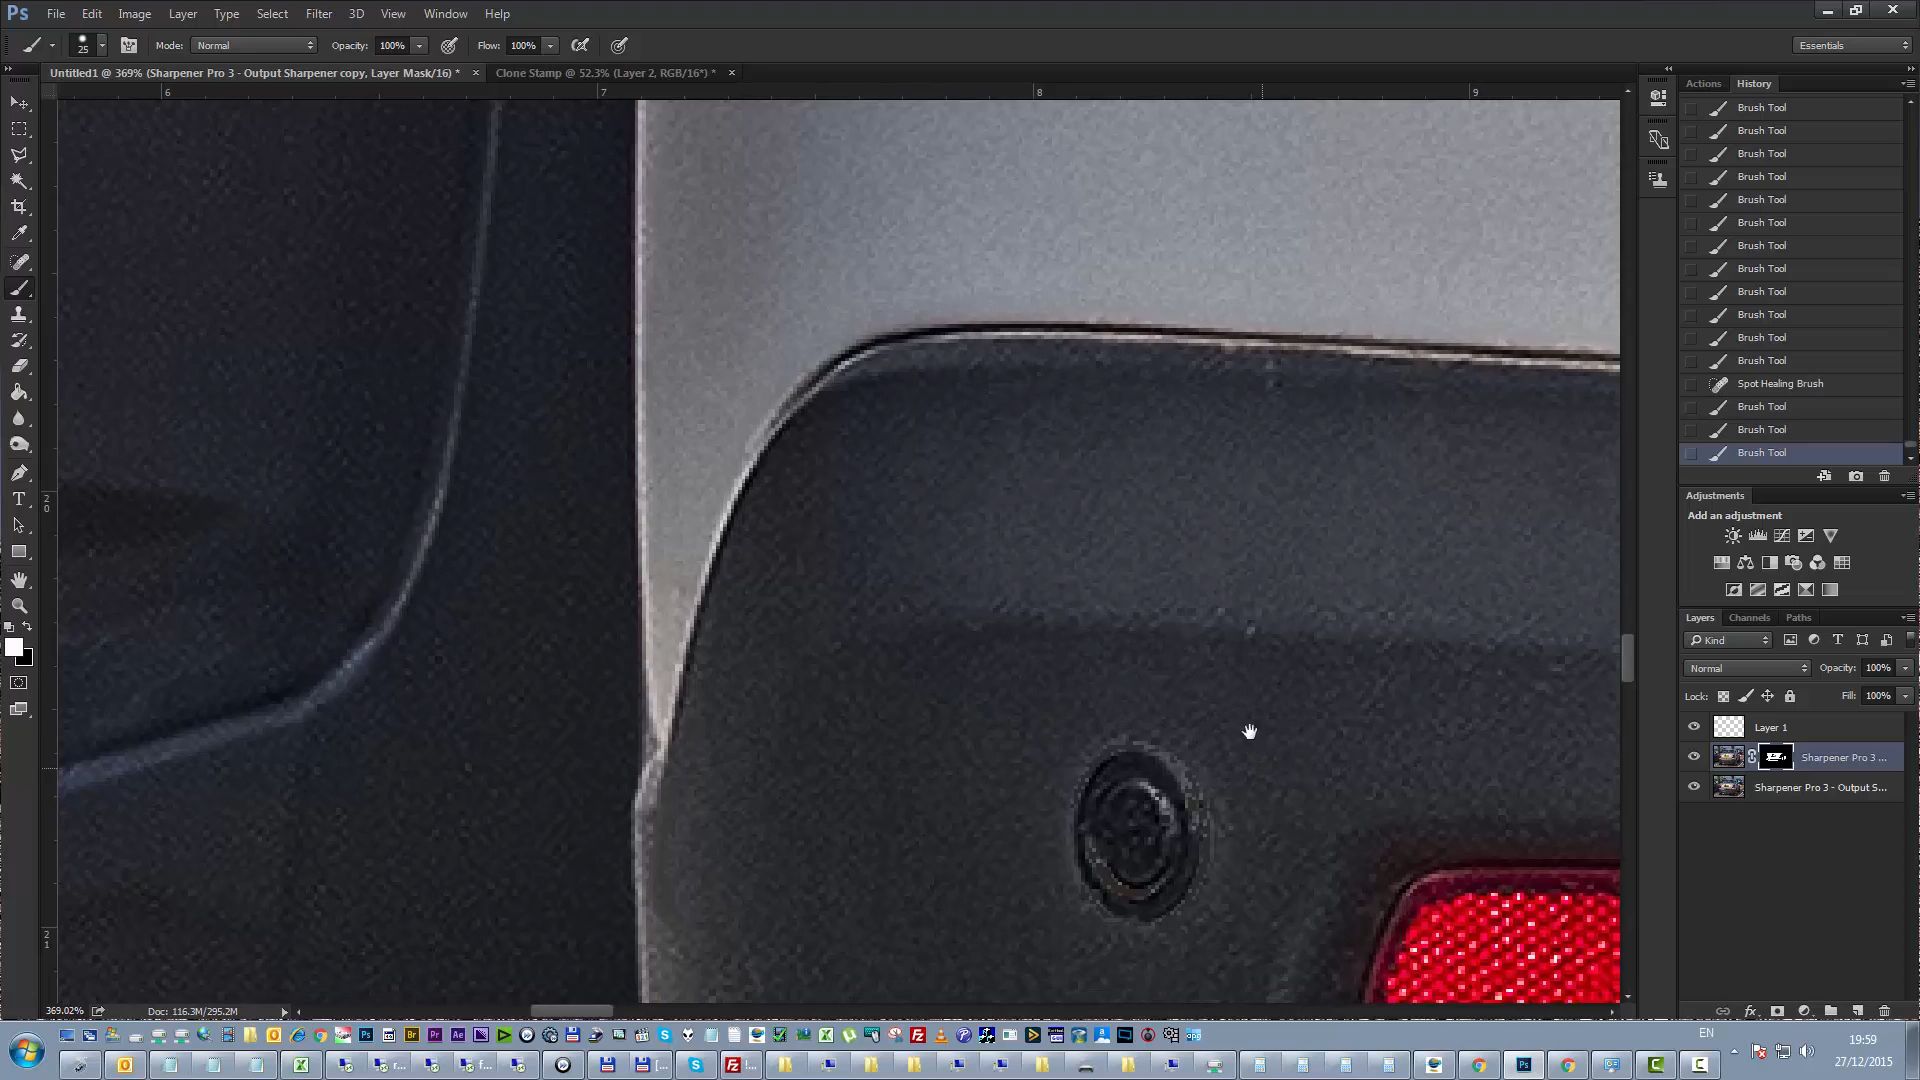 Ps File Edit Image Layer Type Select Filter 3D View Window Help
25 Mode: Normal Opacity: 100% Flow: 100% Essentials
Untitled1 @ 369% (Sharpener Pro 3 - Output Sharpener copy, Layer Mask/16) * × Clone Stamp @ 52.3% (Layer 2, RGB/16*) * ×
6 7 8 9
Actions History
Brush Tool
Brush Tool
Brush Tool
Brush Tool
Brush Tool
Brush Tool
Brush Tool
Brush Tool
Brush Tool
Brush Tool
Brush Tool
Brush Tool
Spot Healing Brush
Brush Tool
Brush Tool
Brush Tool
Adjustments
Add an adjustment
Layers Channels Paths
Kind
Normal Opacity: 100%
Lock: Fill: 100%
Layer 1
Sharpener Pro 3 ...
Sharpener Pro 3 - Output S...
20
21
369.02% Doc: 116.3M/295.2M
EN
19:59
27/12/2015